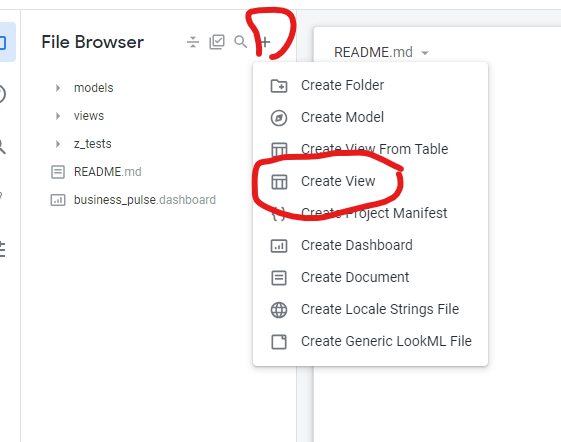 File Browser
README.md
models
views
z_tests
README.md
business_pulse.dashboard
Create Folder
Create Model
Create View From Table
Create View
Create Project Manifest
Create Dashboard
Create Document
Create Locale Strings File
Create Generic LookML File